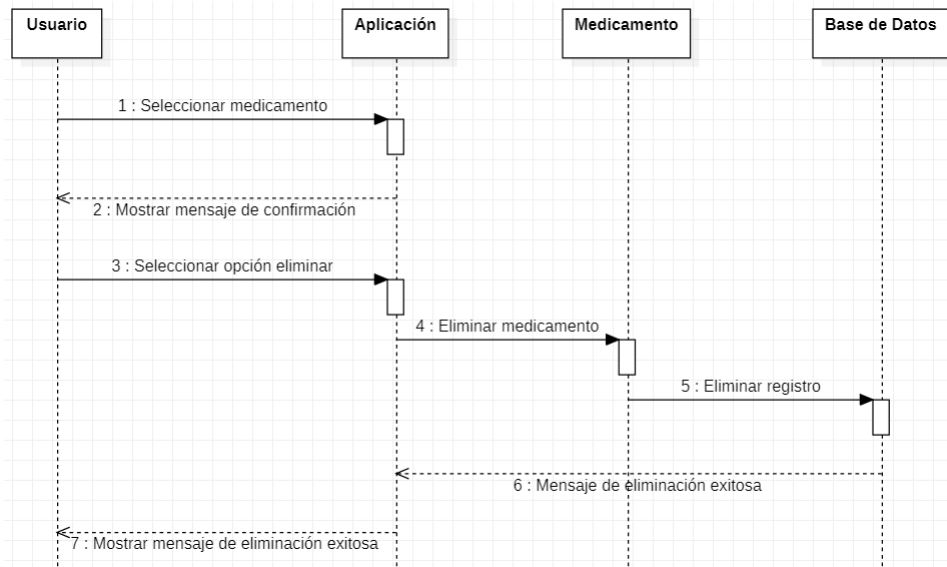 Usuario
Aplicación
Medicamento
Base de Datos
1 : Seleccionar medicamento
2 : Mostrar mensaje de confirmación
3 : Seleccionar opción eliminar
4 : Eliminar medicamento
5 : Eliminar registro
6 : Mensaje de eliminación exitosa
7 : Mostrar mensaje de eliminación exitosa